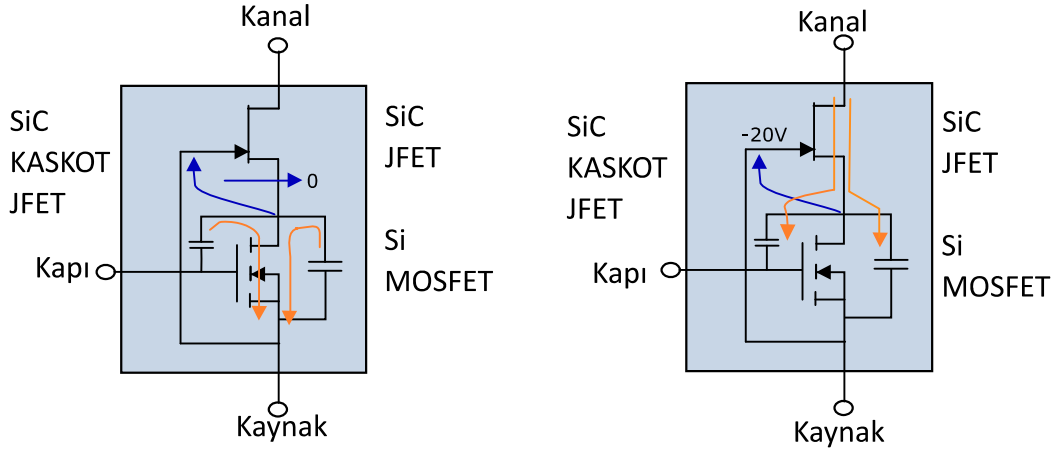 Kanal
SiC
KASKOT
JFET
SiC
JFET
0
Si
MOSFET
Kapı
Kaynak
Kanal
SiC
KASKOT
JFET
-20V
SiC
JFET
Si
MOSFET
Kapı
Kaynak